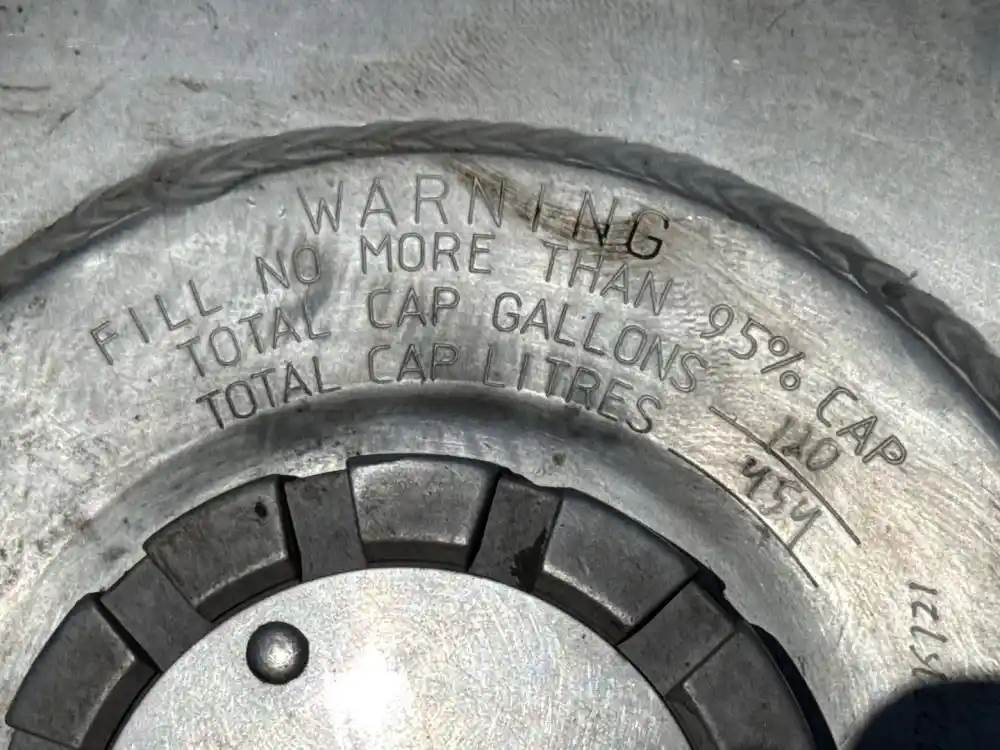 WARNING
FILL NO MORE THAN 95% CAP
TOTAL CAP GALLONS 120
TOTAL CAP LITRES 454